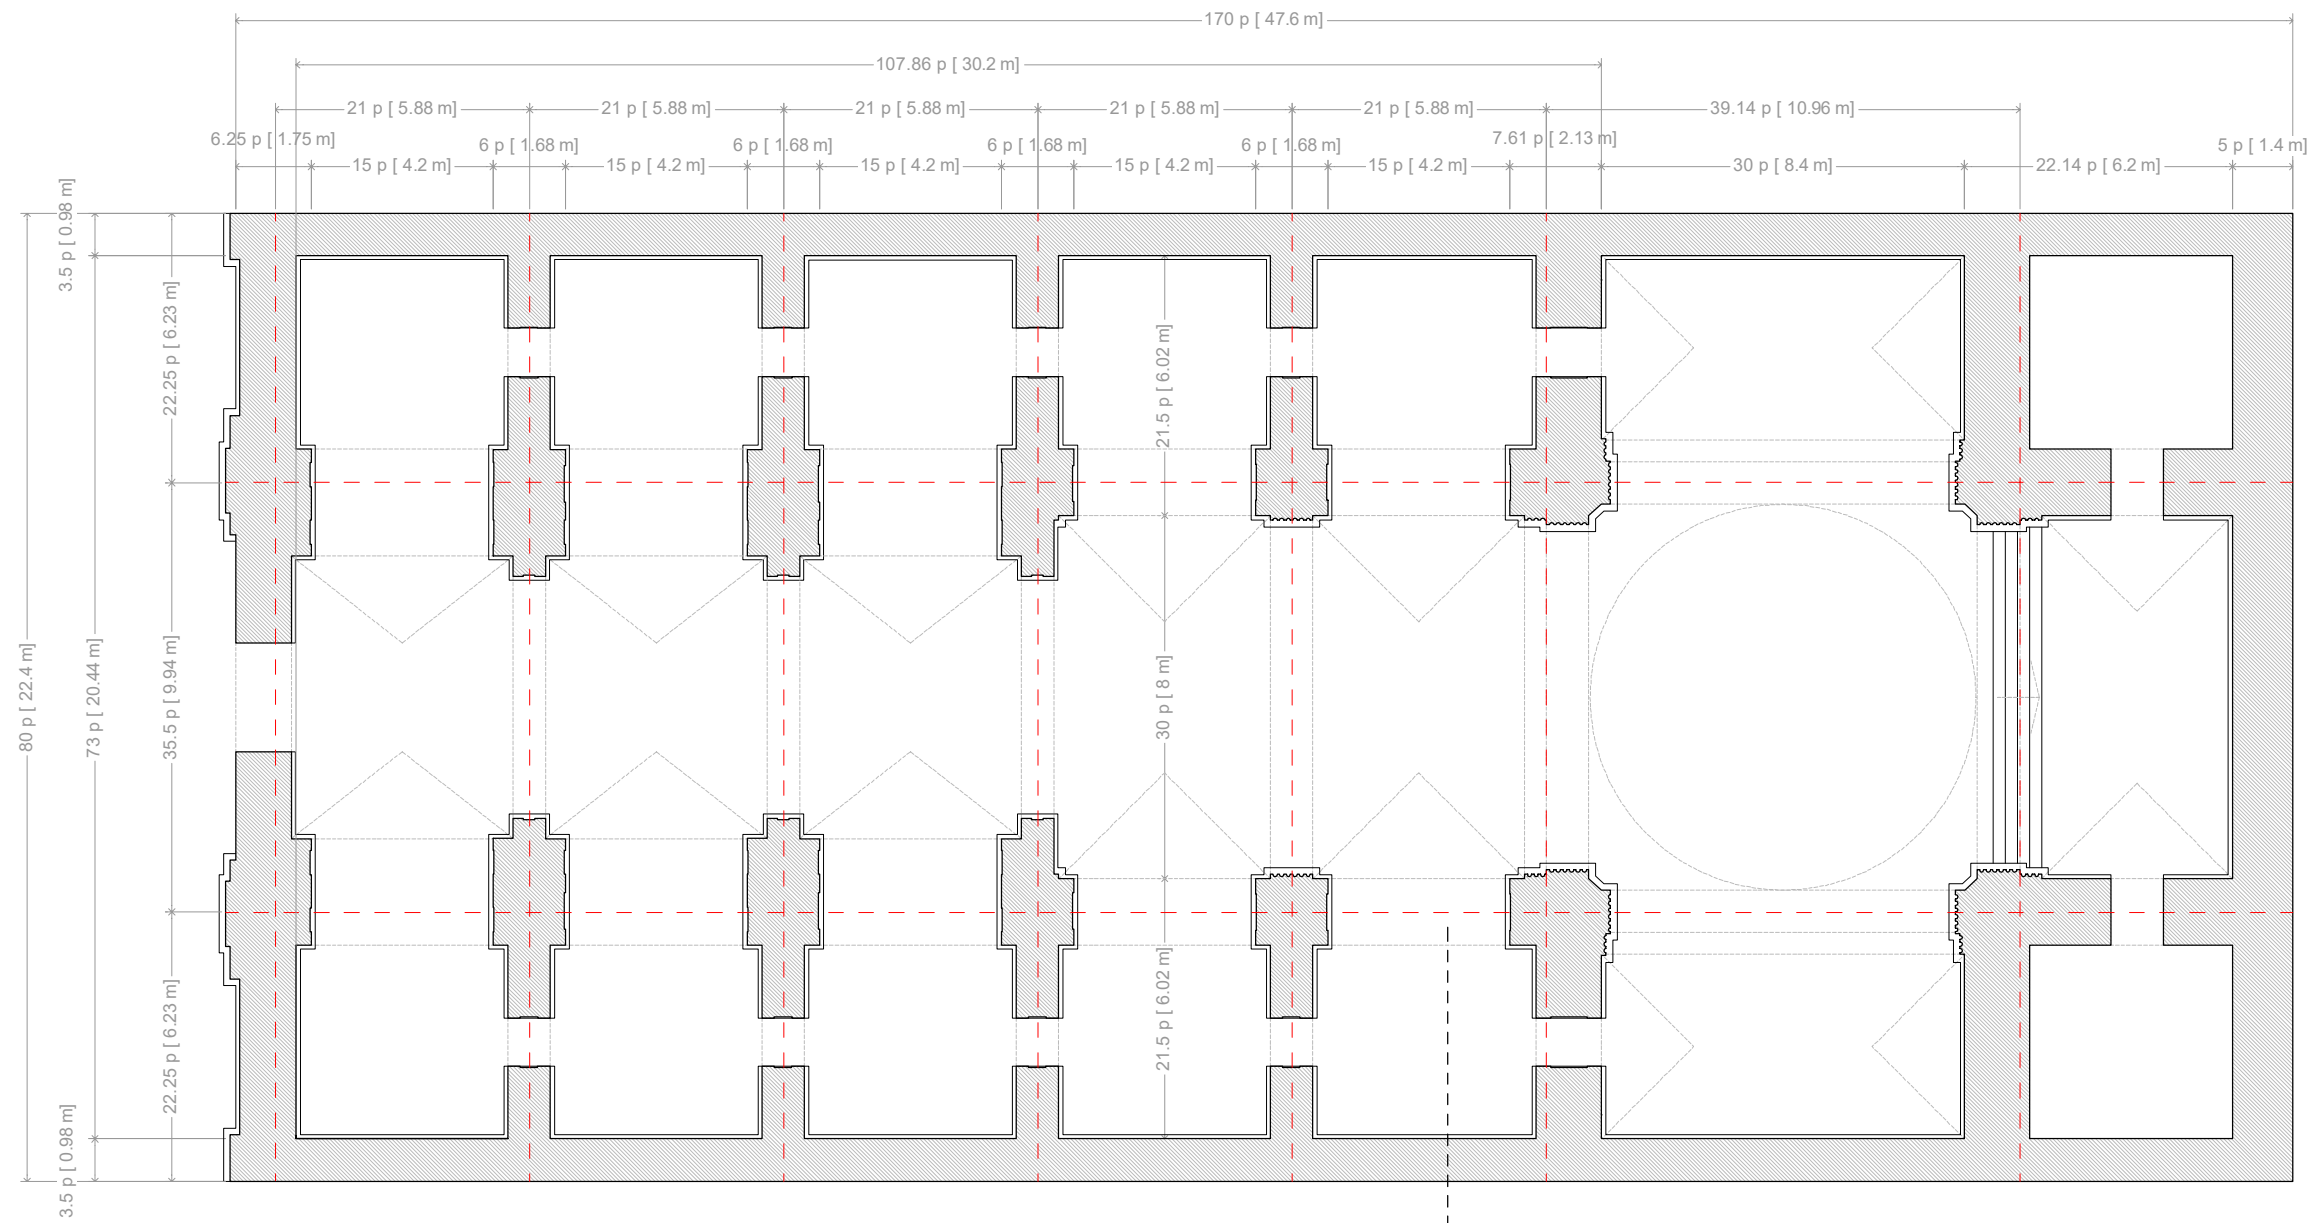 170 p [ 47.6 m]
107.86 p [ 30.2 m]
21 p [ 5.88 m]
21 p [ 5.88 m]
21 p [ 5.88 m]
21 p [ 5.88 m]
21 p [ 5.88 m]
39.14 p [ 10.96 m]
6.25 p [ 1.75 m]
6 p [ 1.68 m]
6 p [ 1.68 m]
6 p [ 1.68 m]
6 p [ 1.68 m]
7.61 p [ 2.13 m]
5 p [ 1.4 m]
15 p [ 4.2 m]
15 p [ 4.2 m]
15 p [ 4.2 m]
15 p [ 4.2 m]
15 p [ 4.2 m]
30 p [ 8.4 m]
22.14 p [ 6.2 m]
80 p [ 22.4 m]
3.5 p [ 0.98 m]
73 p [ 20.44 m]
3.5 p [ 0.98 m]
22.25 p [ 6.23 m]
35.5 p [ 9.94 m]
22.25 p [ 6.23 m]
21.5 p [ 6.02 m]
30 p [ 8 m]
21.5 p [ 6.02 m]